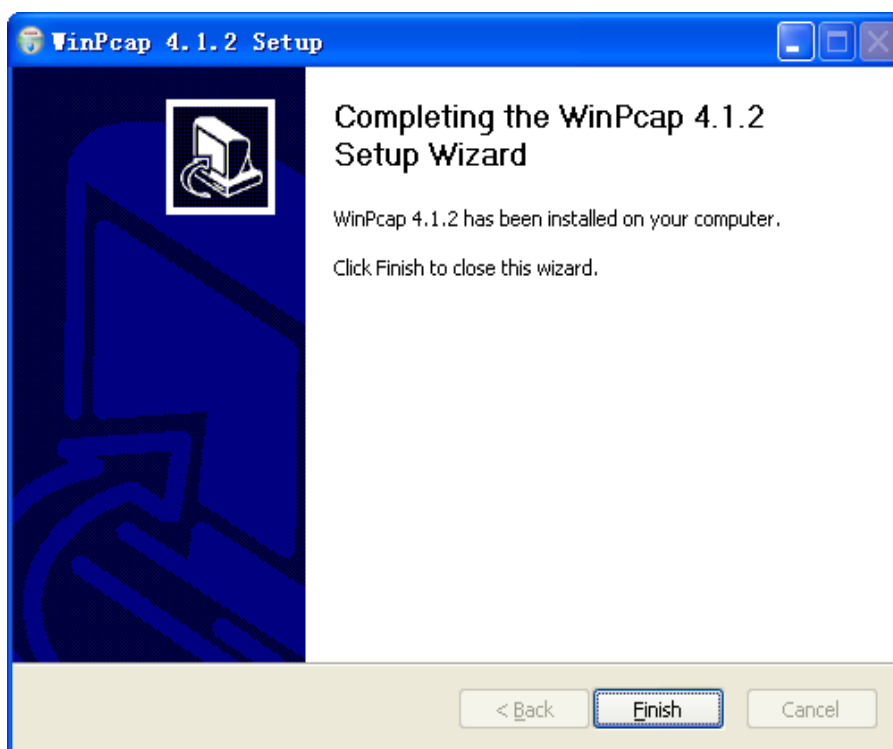 WinPcap 4.1.2 Setup
Completing the WinPcap 4.1.2
Setup Wizard
WinPcap 4.1.2 has been installed on your computer.
Click Finish to close this wizard.
< Back
Finish
Cancel